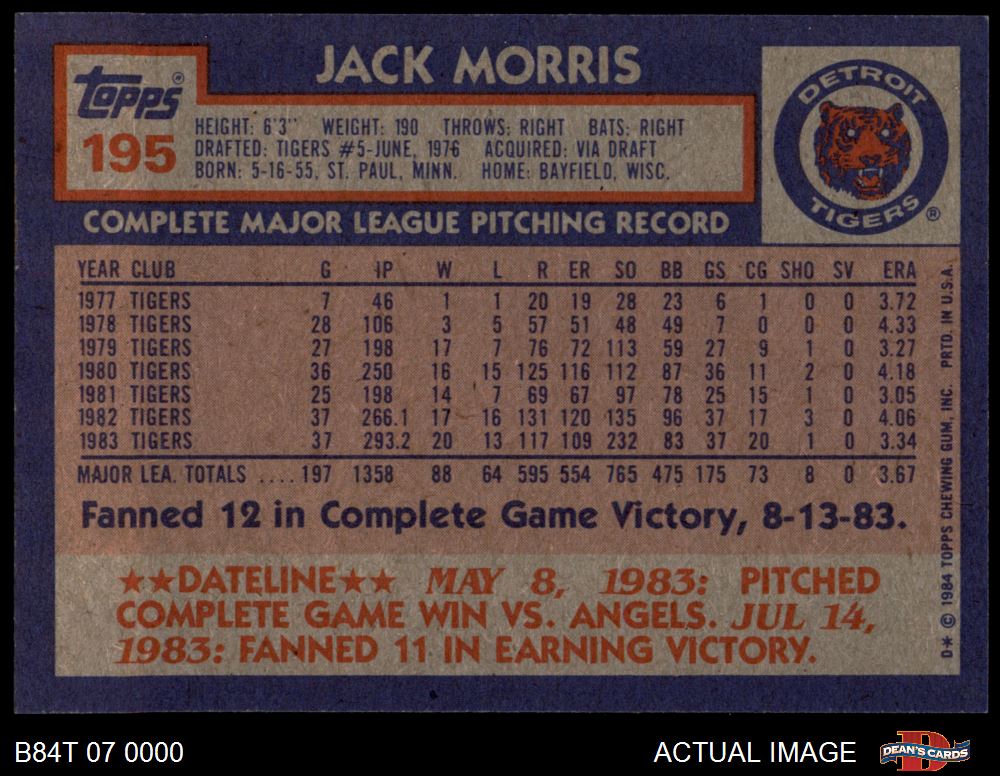 JACK MORRIS
topps®
195
HEIGHT: 6'3" WEIGHT: 190 THROWS: RIGHT BATS: RIGHT
DRAFTED: TIGERS #5-JUNE, 1976 ACQUIRED: VIA DRAFT
BORN: 5-16-55, ST. PAUL, MINN. HOME: BAYFIELD, WISC.
DETROIT
TIGERS ®
COMPLETE MAJOR LEAGUE PITCHING RECORD
YEAR CLUB G IP W L R ER SO BB GS CG SHO SV ERA
1977 TIGERS 7 46 1 1 20 19 28 23 6 1 0 0 3.72
1978 TIGERS 28 106 3 5 57 51 48 49 7 0 0 0 4.33
1979 TIGERS 27 198 17 7 76 72 113 59 27 9 1 0 3.27
1980 TIGERS 36 250 16 15 125 116 112 87 36 11 2 0 4.18
1981 TIGERS 25 198 14 7 69 67 97 78 25 15 1 0 3.05
1982 TIGERS 37 266.1 17 16 131 120 135 96 37 17 3 0 4.06
1983 TIGERS 37 293.2 20 13 117 109 232 83 37 20 1 0 3.34
MAJOR LEA. TOTALS .... 197 1358 88 64 595 554 765 475 175 73 8 0 3.67
Fanned 12 in Complete Game Victory, 8-13-83.
★★DATELINE★★ MAY 8, 1983: PITCHED
COMPLETE GAME WIN VS. ANGELS. JUL 14,
1983: FANNED 11 IN EARNING VICTORY.
D* © 1984 TOPPS CHEWING GUM, INC. PRTD. IN U.S.A.
B84T 07 0000
ACTUAL IMAGE
DEAN'S CARDS